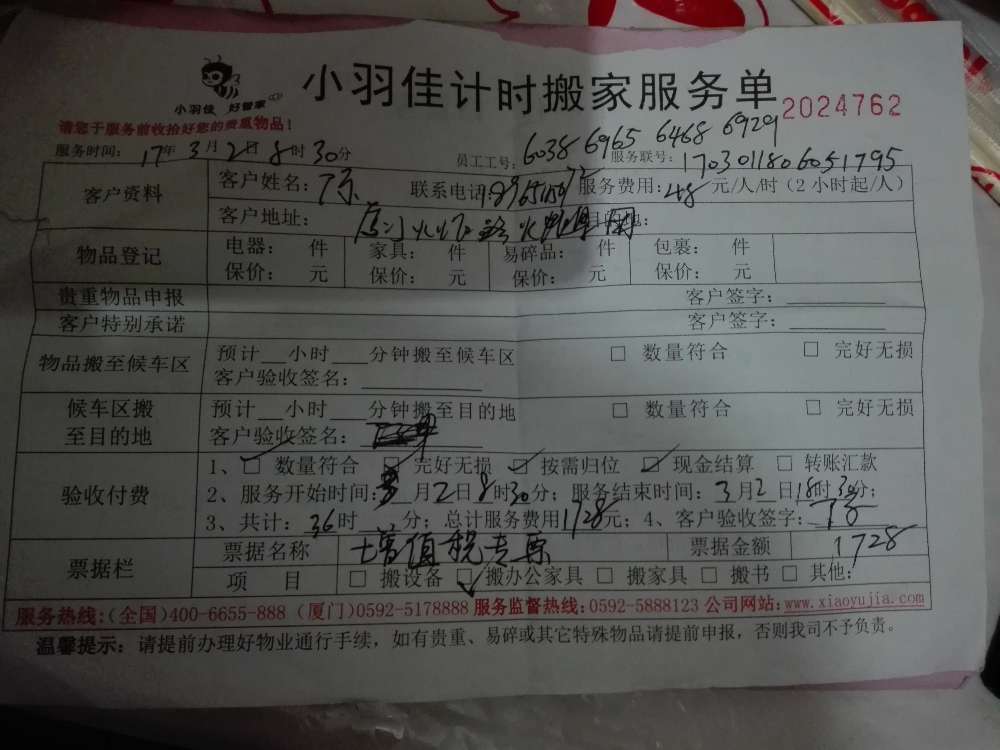 小羽佳 好管家
小羽佳计时搬家服务单 2024762
请您于服务前收拾好您的贵重物品!
服务时间: 17年3月2日8时30分 员工工号: 6038 6965 6468 6929 服务联号: 1703011806051795
客户资料 客户姓名: 联系电话: 服务费用: 48元/人/时(2小时起/人)
客户地址: 厦门火炬路火炬 目的地:
物品登记 电器: 件 家具: 件 易碎品: 件 包裹: 件
保价: 元 保价: 元 保价: 元 保价: 元
贵重物品申报 客户签字:
客户特别承诺 客户签字:
物品搬至候车区 预计__小时___分钟搬至候车区 □ 数量符合 □ 完好无损
客户验收签名:
候车区搬至目的地 预计__小时___分钟搬至目的地 □ 数量符合 □ 完好无损
客户验收签名:
验收付费 1、☑ 数量符合 ☑ 完好无损 ☑ 按需归位 ☑ 现金结算 □ 转账汇款
2、服务开始时间: 月2日8时30分; 服务结束时间: 3月2日18时30分;
3、共计: 36时 分; 总计服务费用1728元; 4、客户验收签字:
票据栏 票据名称 增值税专票 票据金额 1728
项 目 □ 搬设备 ☑ 搬办公家具 □ 搬家具 □ 搬书 □ 其他:
服务热线:(全国)400-6655-888 (厦门)0592-5178888 服务监督热线:0592-5888123 公司网站:www.xiaoyujia.com
温馨提示: 请提前办理好物业通行手续, 如有贵重、易碎或其它特殊物品请提前申报, 否则我司不予负责。